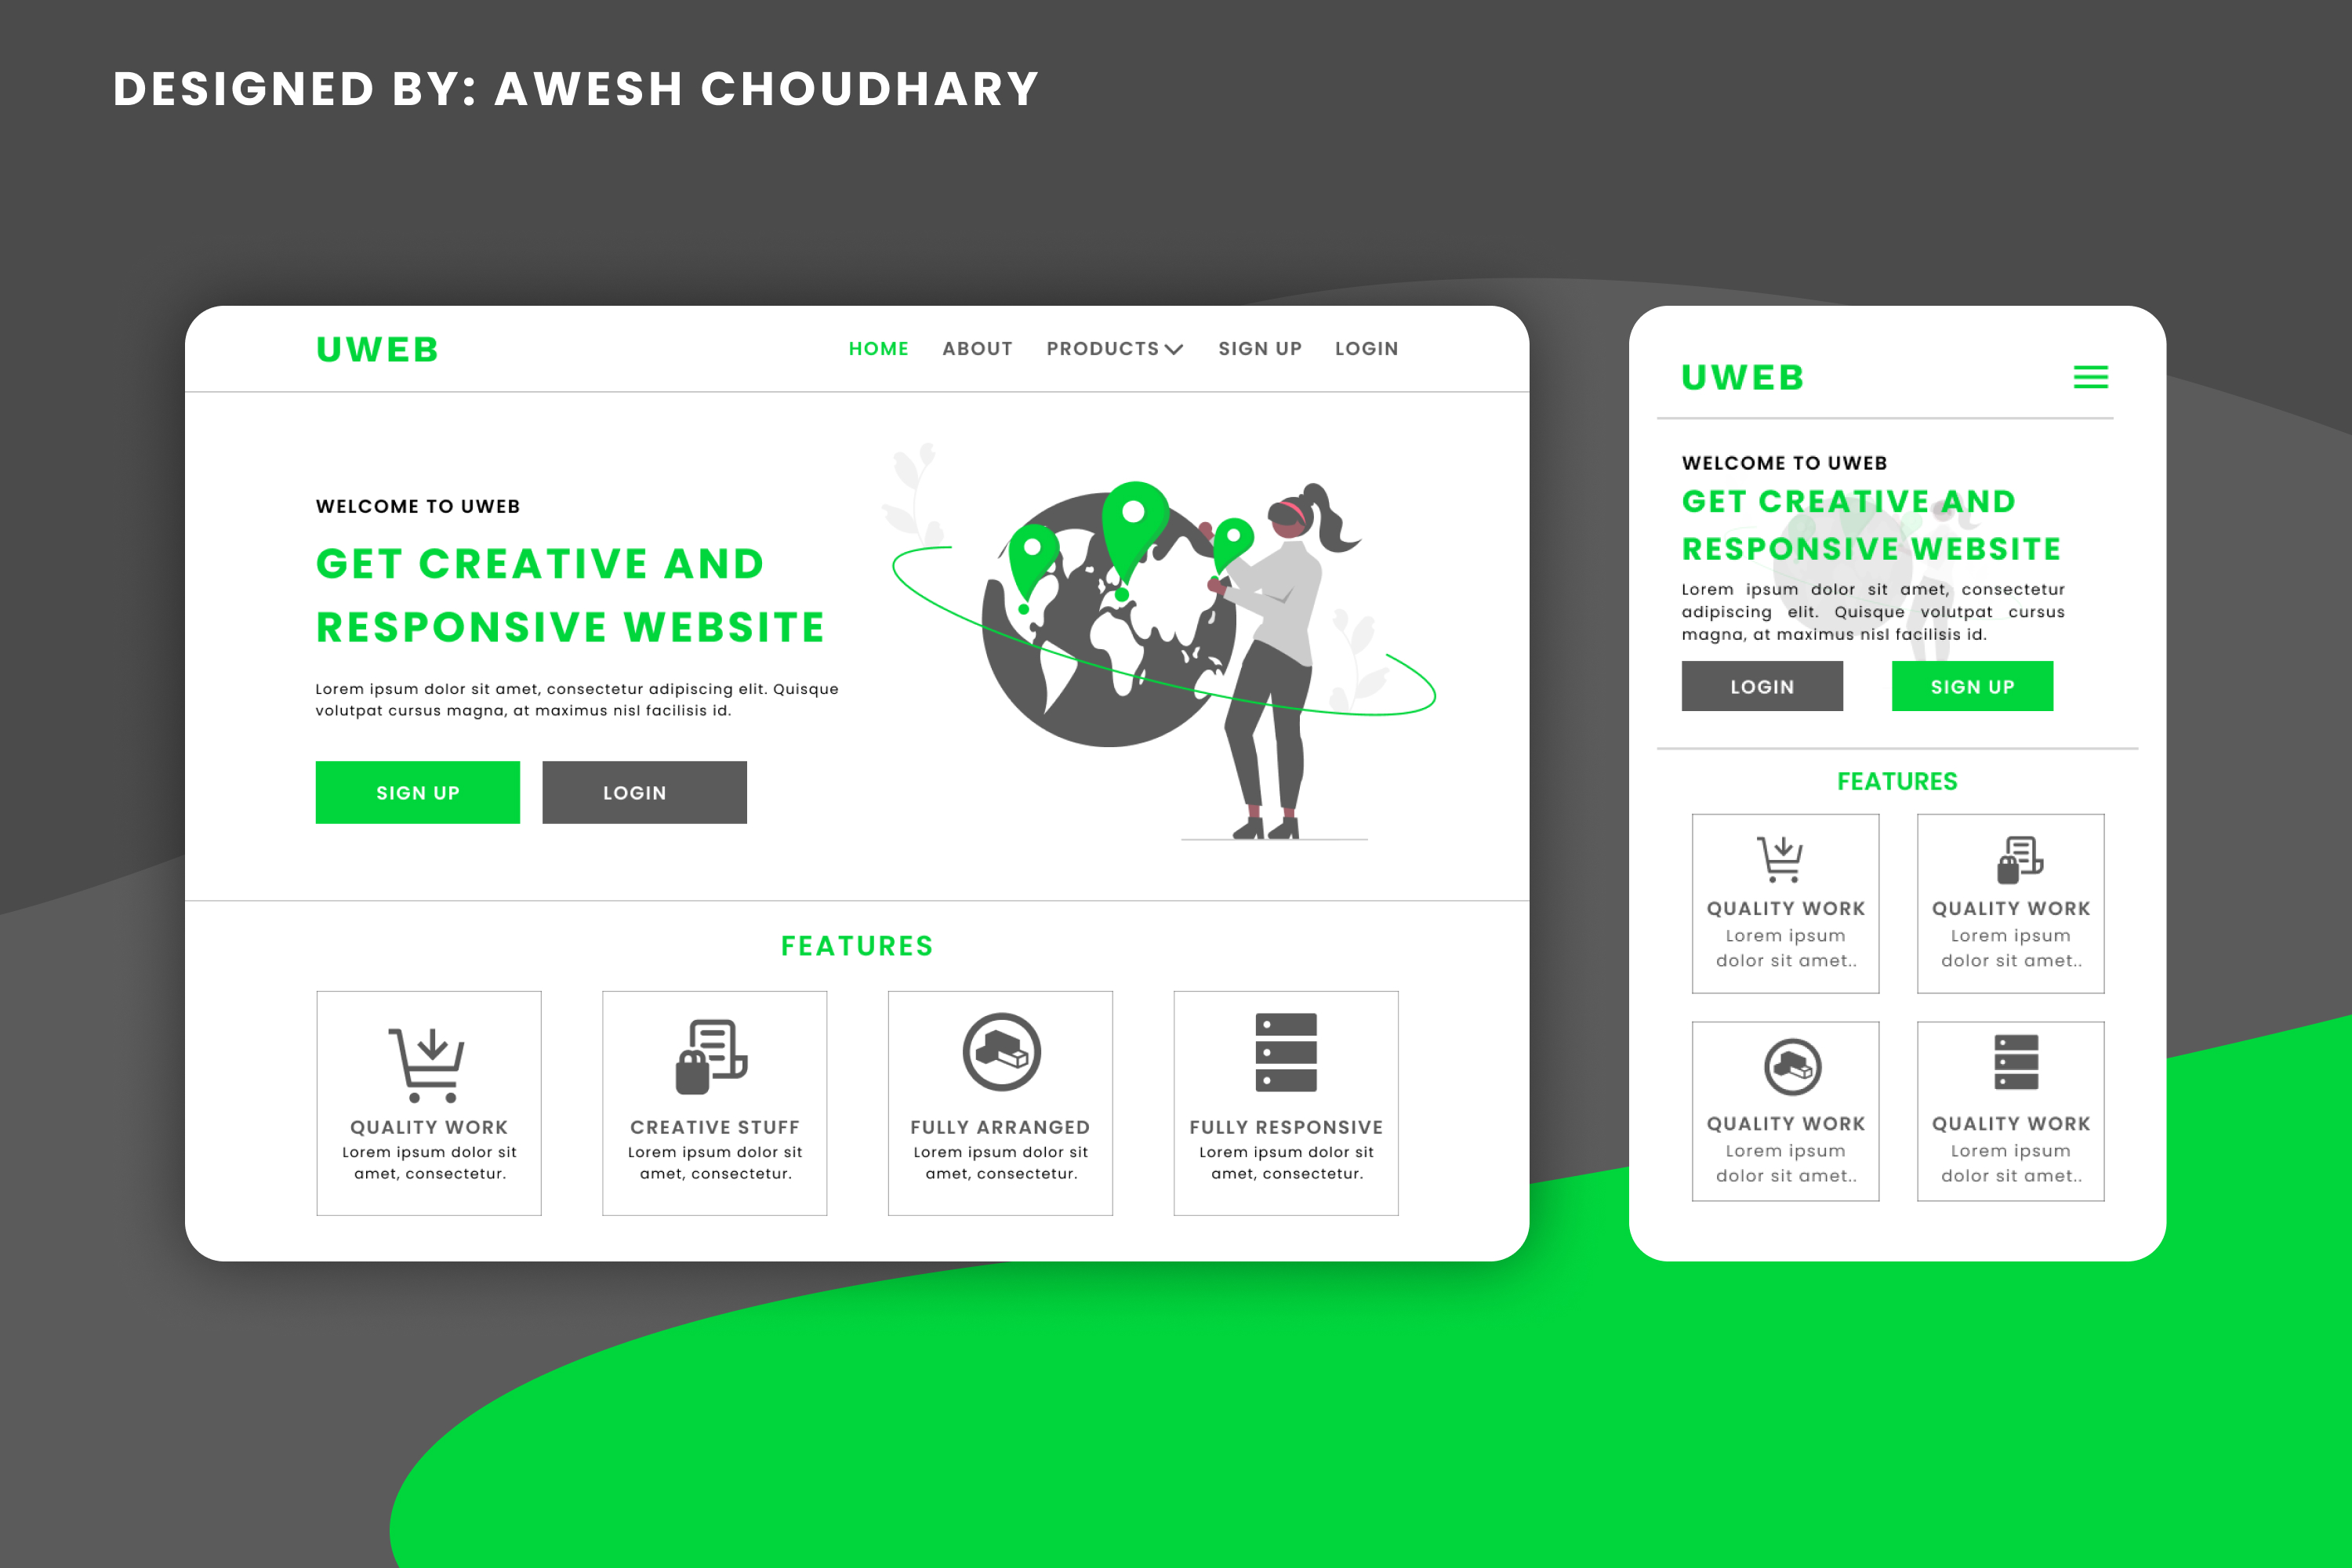 DESIGNED BY: AWESH CHOUDHARY
UWEB
HOME ABOUT PRODUCTS SIGN UP LOGIN
WELCOME TO UWEB
GET CREATIVE AND
RESPONSIVE WEBSITE
Lorem ipsum dolor sit amet, consectetur adipiscing elit. Quisque
volutpat cursus magna, at maximus nisl facilisis id.
SIGN UP LOGIN
FEATURES
QUALITY WORK
Lorem ipsum dolor sit
amet, consectetur.
CREATIVE STUFF
Lorem ipsum dolor sit
amet, consectetur.
FULLY ARRANGED
Lorem ipsum dolor sit
amet, consectetur.
FULLY RESPONSIVE
Lorem ipsum dolor sit
amet, consectetur.
UWEB
WELCOME TO UWEB
GET CREATIVE AND
RESPONSIVE WEBSITE
Lorem ipsum dolor sit amet, consectetur
adipiscing elit. Quisque volutpat cursus
magna, at maximus nisl facilisis id.
LOGIN SIGN UP
FEATURES
QUALITY WORK
Lorem ipsum
dolor sit amet..
QUALITY WORK
Lorem ipsum
dolor sit amet..
QUALITY WORK
Lorem ipsum
dolor sit amet..
QUALITY WORK
Lorem ipsum
dolor sit amet..